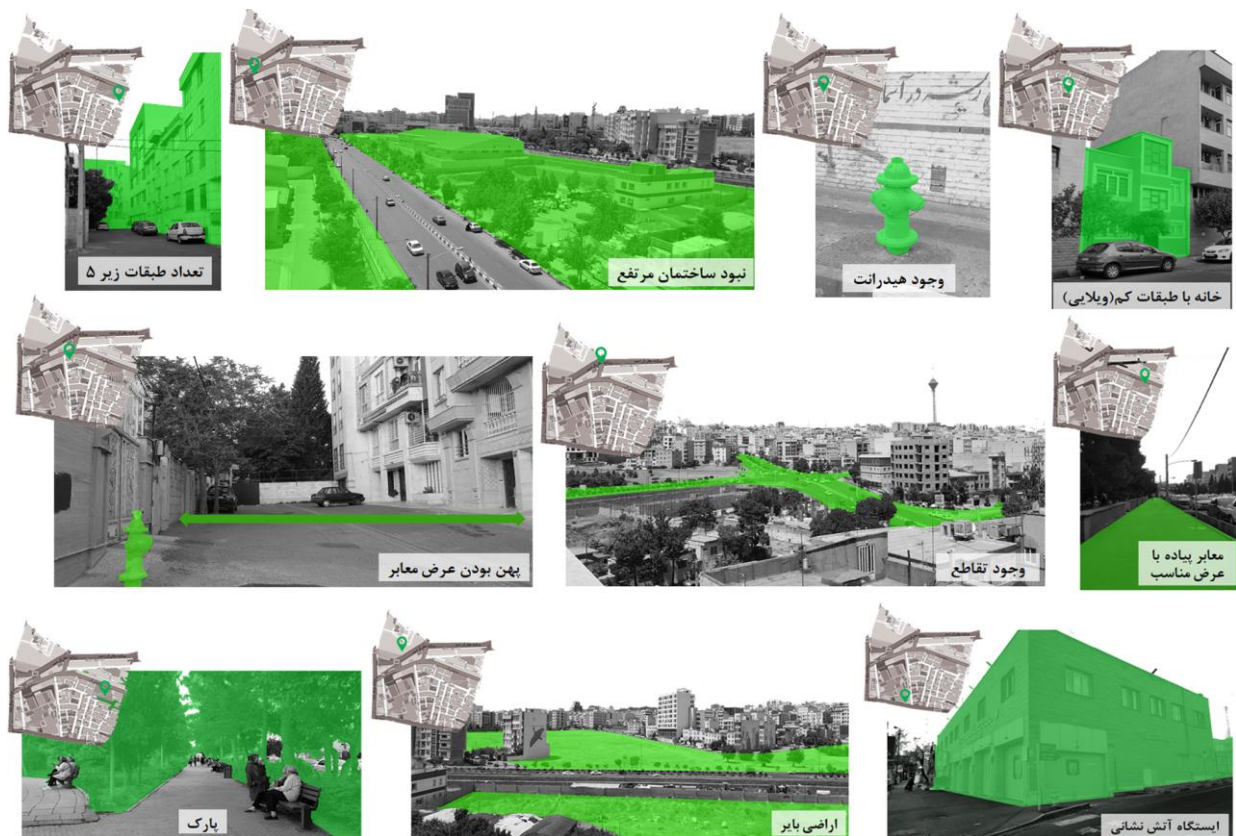 تعداد طبقات زیر ۵
نبود ساختمان مرتفع
وجود هیدرانت
خانه با طبقات کم(ویلایی)
پهن بودن عرض معابر
وجود تقاطع
معابر پیاده با
عرض مناسب
پارک
اراضی بایر
ایستگاه آتش نشانی